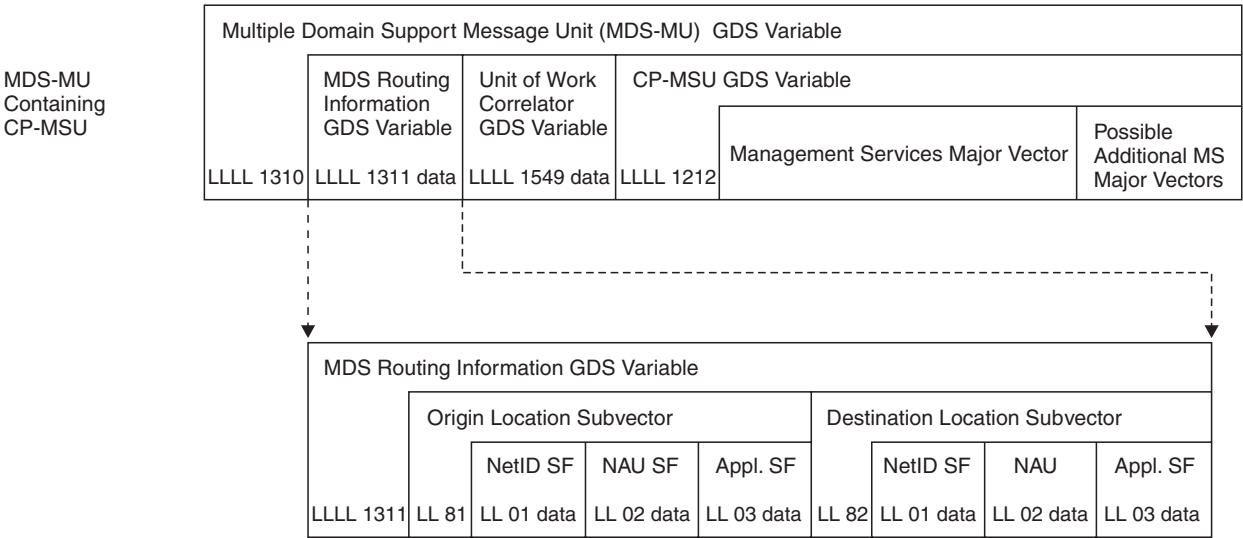 Multiple Domain Support Message Unit (MDS-MU) GDS Variable
MDS-MU
Containing
CP-MSU
MDS Routing
Information
GDS Variable
Unit of Work
Correlator
GDS Variable
CP-MSU GDS Variable
Management Services Major Vector
Possible
Additional MS
Major Vectors
LLLL 1310
LLLL 1311 data
LLLL 1549 data
LLLL 1212
MDS Routing Information GDS Variable
Origin Location Subvector
Destination Location Subvector
NetID SF
NAU SF
Appl. SF
NetID SF
NAU
Appl. SF
LLLL 1311
LL 81
LL 01 data
LL 02 data
LL 03 data
LL 82
LL 01 data
LL 02 data
LL 03 data